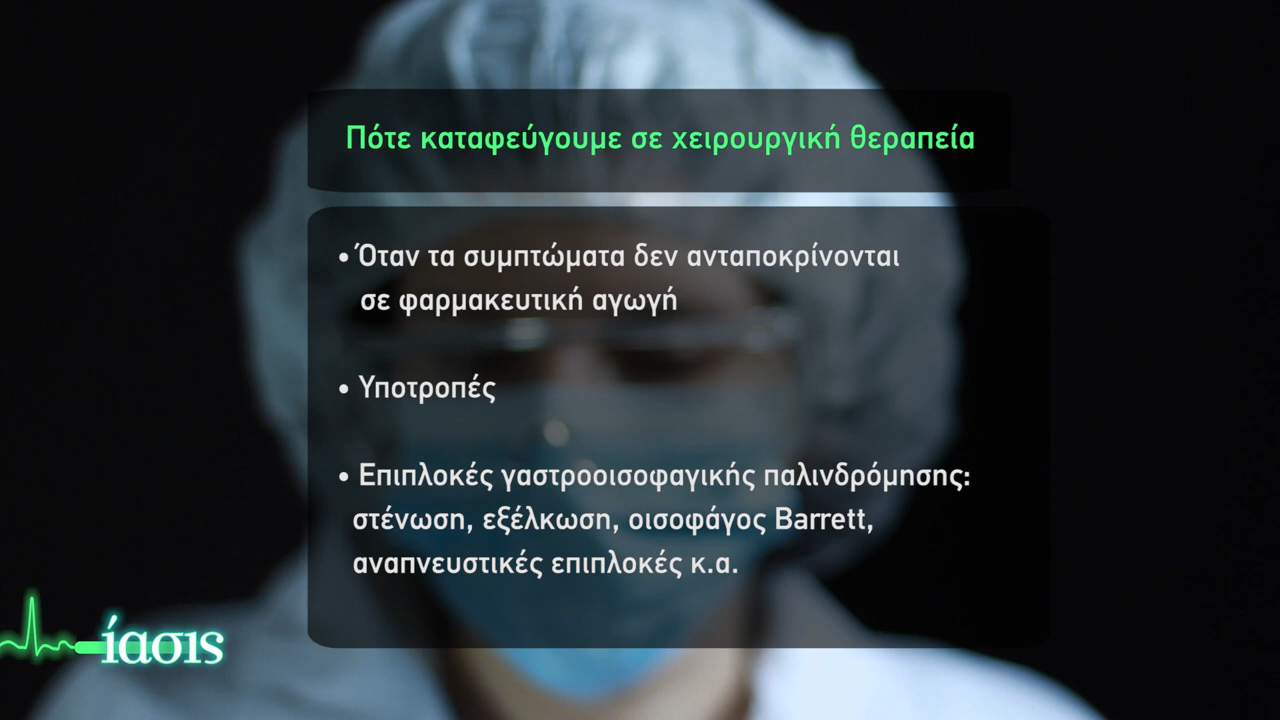 Πότε καταφεύγουμε σε χειρουργική θεραπεία
• Όταν τα συμπτώματα δεν ανταποκρίνονται
σε φαρμακευτική αγωγή
• Υποτροπές
• Επιπλοκές γαστροοισοφαγικής παλινδρόμησης:
στένωση, εξέλκωση, οισοφάγος Barrett,
αναπνευστικές επιπλοκές κ.α.
ίασις